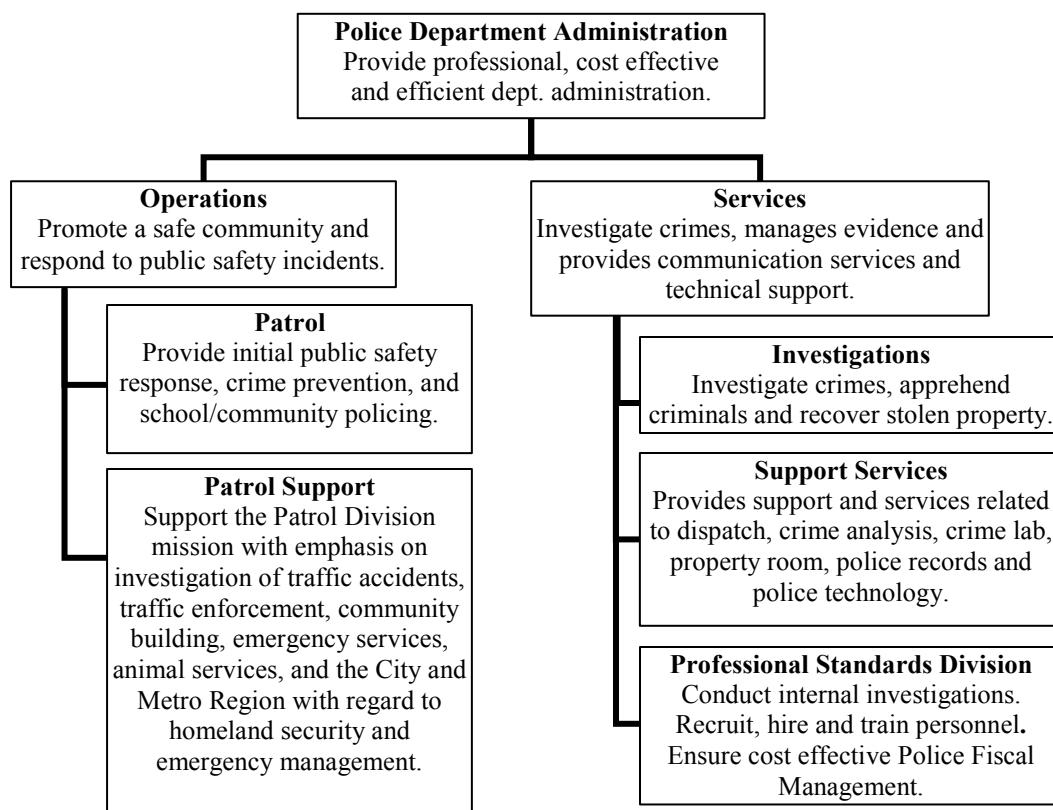 Police Department Administration
Provide professional, cost effective
and efficient dept. administration.
Operations
Promote a safe community and
respond to public safety incidents.
Services
Investigate crimes, manages evidence and
provides communication services and
technical support.
Patrol
Provide initial public safety
response, crime prevention, and
school/community policing.
Patrol Support
Support the Patrol Division
mission with emphasis on
investigation of traffic accidents,
traffic enforcement, community
building, emergency services,
animal services, and the City and
Metro Region with regard to
homeland security and
emergency management.
Investigations
Investigate crimes, apprehend
criminals and recover stolen property.
Support Services
Provides support and services related
to dispatch, crime analysis, crime lab,
property room, police records and
police technology.
Professional Standards Division
Conduct internal investigations.
Recruit, hire and train personnel.
Ensure cost effective Police Fiscal
Management.